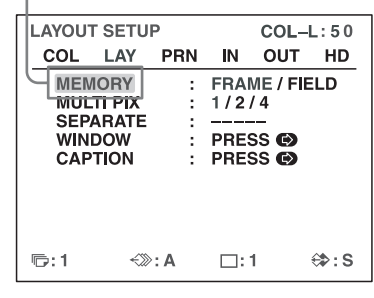 LAYOUT SETUP COL–L:50
COL LAY PRN IN OUT HD
MEMORY : FRAME / FIELD
MULTI PIX : 1 / 2 / 4
SEPARATE : –––––
WINDOW : PRESS
CAPTION : PRESS
:1 :A :1 :S